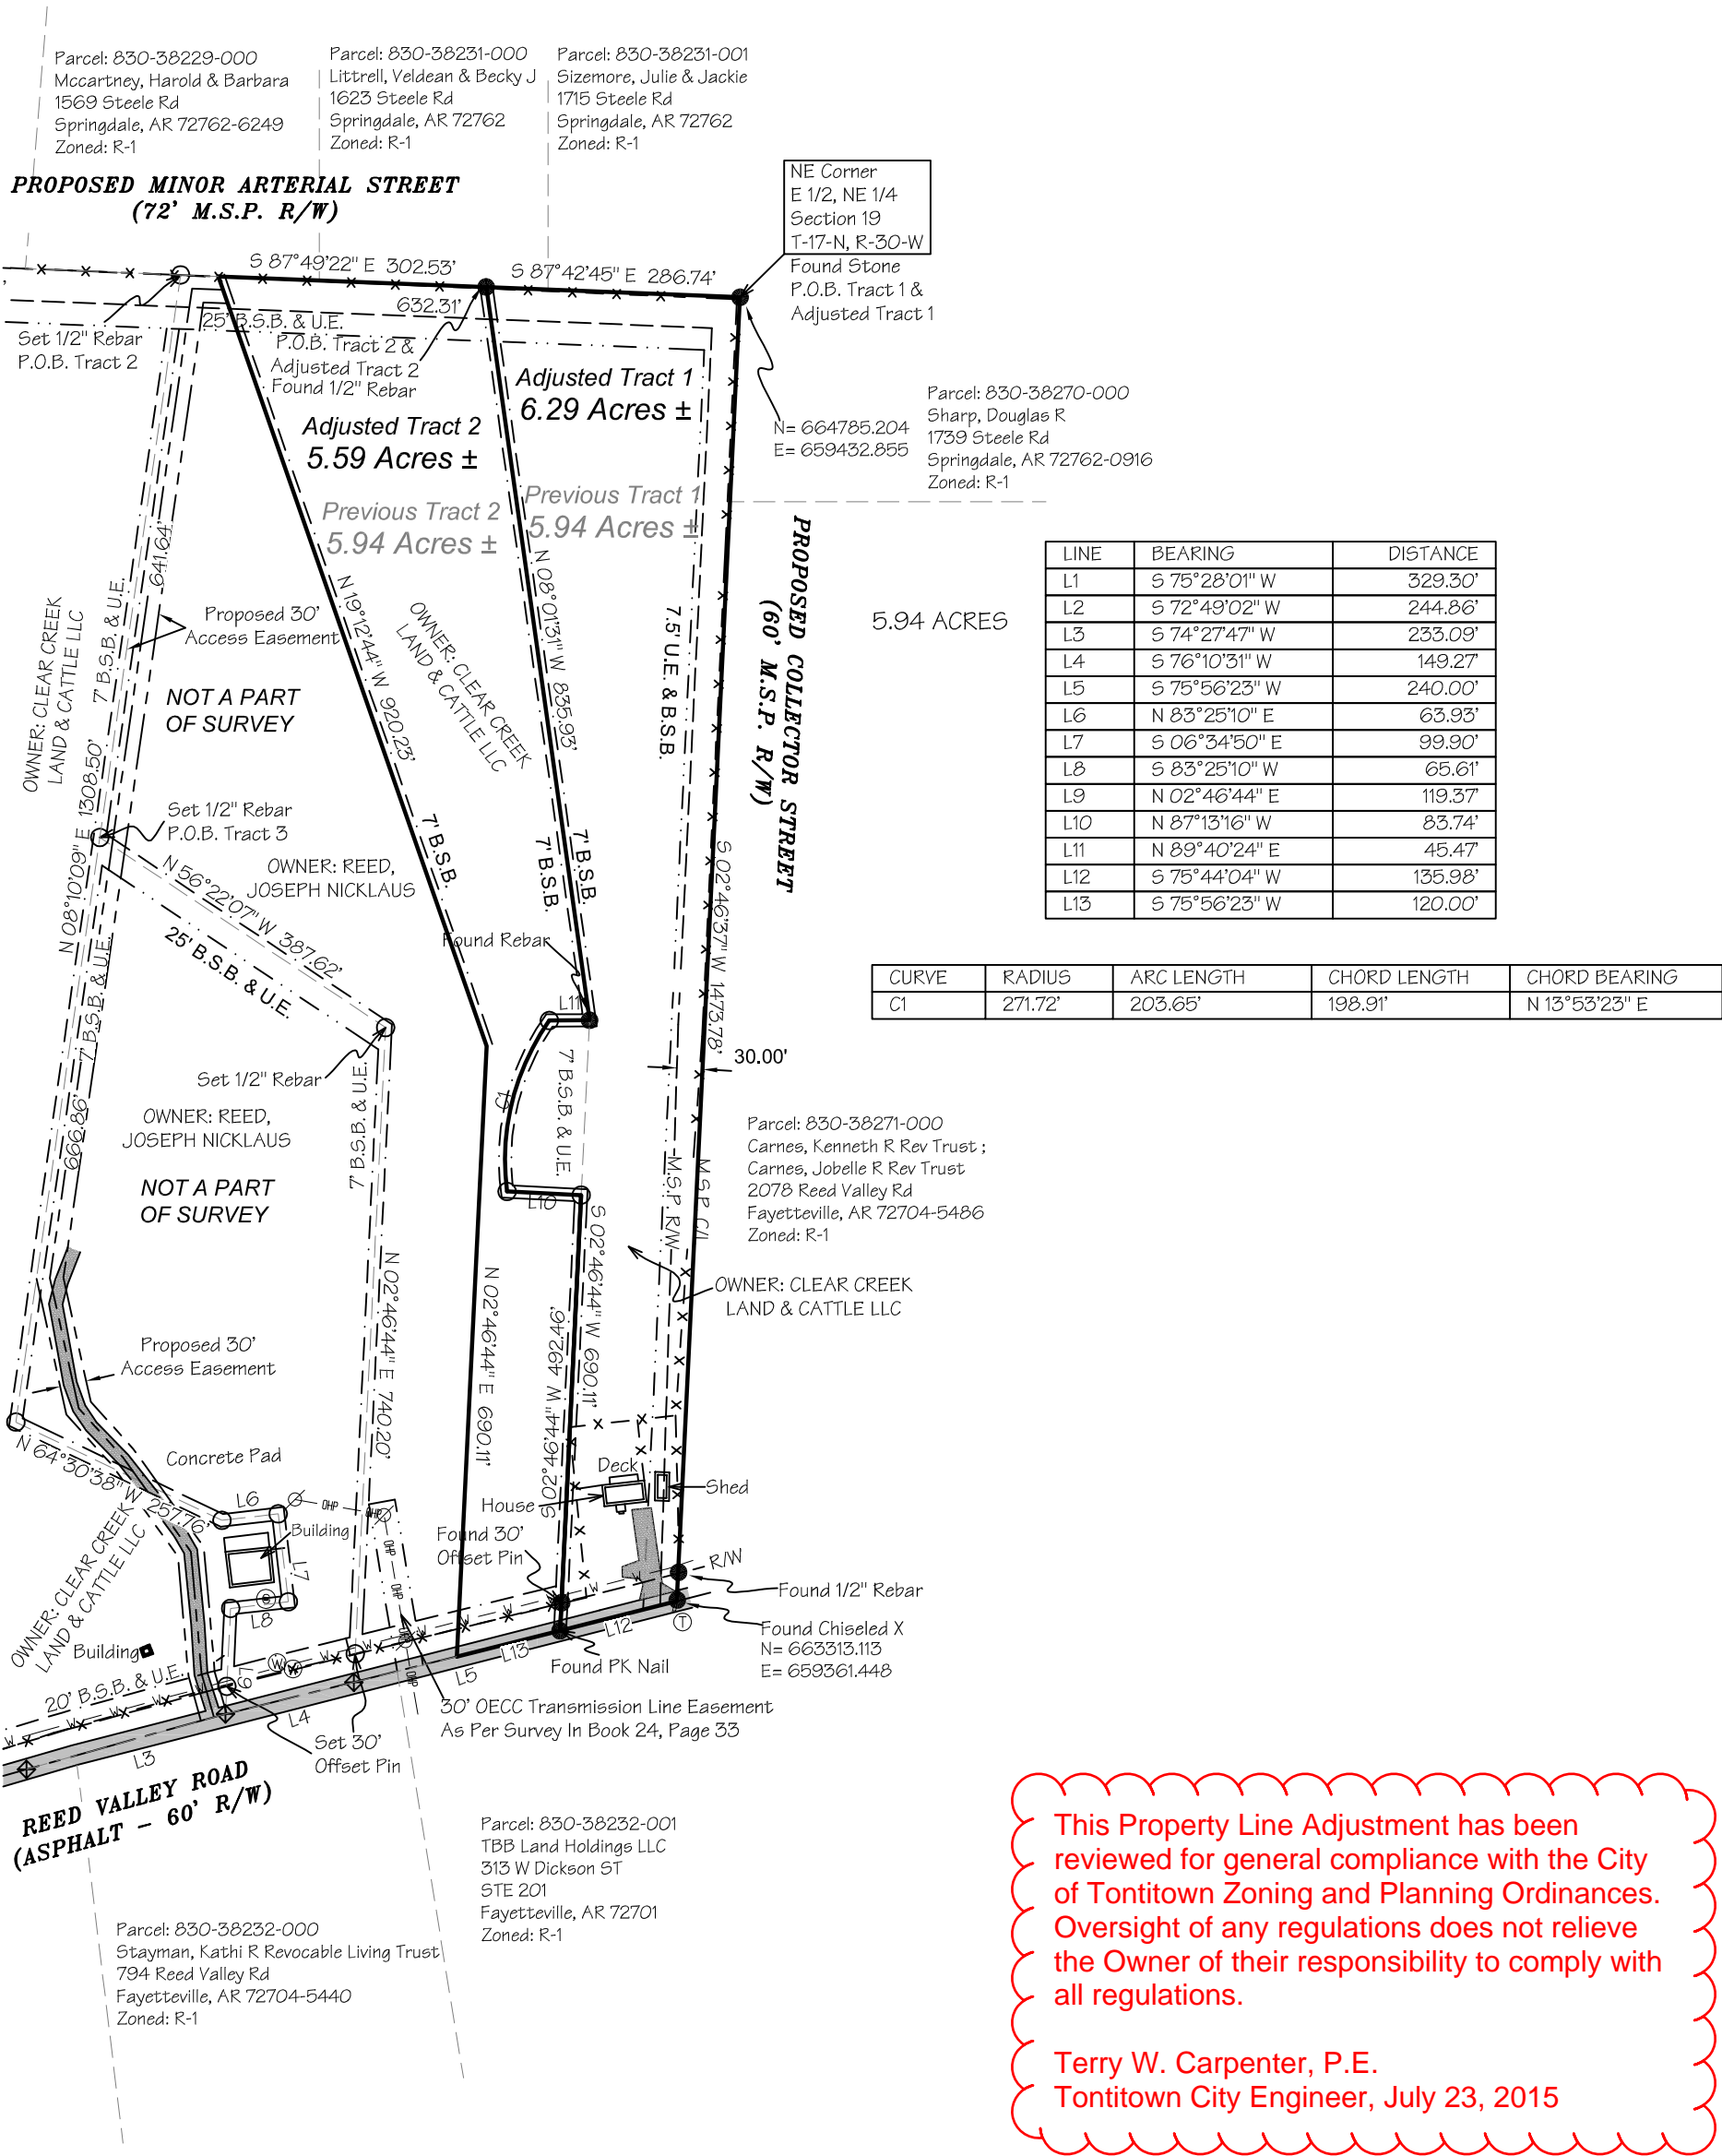 Parcel: 830-38229-000
Mccartney, Harold & Barbara
1569 Steele Rd
Springdale, AR 72762-6249
Zoned: R-1
Parcel: 830-38231-000
Littrell, Veldean & Becky J
1623 Steele Rd
Springdale, AR 72762
Zoned: R-1
Parcel: 830-38231-001
Sizemore, Julie & Jackie
1715 Steele Rd
Springdale, AR 72762
Zoned: R-1
PROPOSED MINOR ARTERIAL STREET
(72' M.S.P. R/W)
NE Corner
E 1/2, NE 1/4
Section 19
T-17-N, R-30-W
Found Stone
P.O.B. Tract 1 &
Adjusted Tract 1
S 87°49'22" E 302.53'
S 87°42'45" E 286.74'
632.31'
25' B.S.B. & U.E.
Set 1/2" Rebar
P.O.B. Tract 2
P.O.B. Tract 2 &
Adjusted Tract 2
Found 1/2" Rebar
Adjusted Tract 1
6.29 Acres ±
Adjusted Tract 2
5.59 Acres ±
Previous Tract 1
5.94 Acres ±
Previous Tract 2
5.94 Acres ±
N= 664785.204
E= 659432.855
Parcel: 830-38270-000
Sharp, Douglas R
1739 Steele Rd
Springdale, AR 72762-0916
Zoned: R-1
PROPOSED COLLECTOR STREET
(60' M.S.P. R/W)
5.94 ACRES
LINE BEARING DISTANCE
L1 S 75°28'01" W 329.30'
L2 S 72°49'02" W 244.86'
L3 S 74°27'47" W 233.09'
L4 S 76°10'31" W 149.27'
L5 S 75°56'23" W 240.00'
L6 N 83°25'10" E 63.93'
L7 S 06°34'50" E 99.90'
L8 S 83°25'10" W 65.61'
L9 N 02°46'44" E 119.37'
L10 N 87°13'16" W 83.74'
L11 N 89°40'24" E 45.47'
L12 S 75°44'04" W 135.98'
L13 S 75°56'23" W 120.00'
CURVE RADIUS ARC LENGTH CHORD LENGTH CHORD BEARING
C1 271.72' 203.65' 198.91' N 13°53'23" E
641.64'
7' B.S.B. & U.E.
Proposed 30'
Access Easement
OWNER: CLEAR CREEK
LAND & CATTLE LLC
NOT A PART
OF SURVEY
N 08°10'09" E 1308.50'
N 19°12'44" W 920.23'
OWNER: CLEAR CREEK
LAND & CATTLE LLC
N 08°01'31" W 835.93'
7.5' U.E. & B.S.B.
7' B.S.B.
7' B.S.B.
7' B.S.B.
S 02°46'37" W 1473.78'
Set 1/2" Rebar
P.O.B. Tract 3
OWNER: REED,
JOSEPH NICKLAUS
N 56°22'07" W 387.62'
25' B.S.B. & U.E.
Found Rebar
L11
C1
7' B.S.B. & U.E.
L10
30.00'
Set 1/2" Rebar
7' B.S.B. & U.E.
666.86'
7' B.S.B. & U.E.
OWNER: REED,
JOSEPH NICKLAUS
NOT A PART
OF SURVEY
Parcel: 830-38271-000
Carnes, Kenneth R Rev Trust ;
Carnes, Jobelle R Rev Trust
2078 Reed Valley Rd
Fayetteville, AR 72704-5486
Zoned: R-1
M.S.P. R/W
M.S.P. C/L
OWNER: CLEAR CREEK
LAND & CATTLE LLC
N 02°46'44" E 740.20'
N 02°46'44" E 690.11'
S 02°46'44" W 492.46'
S 02°46'44" W 690.11'
Proposed 30'
Access Easement
N 64°30'38" W 257.76'
Concrete Pad
L6
OHP
OHP
OHP
OHP
OHP
Building
L7
L8
L9
OWNER: CLEAR CREEK
LAND & CATTLE LLC
Building
20' B.S.B. & U.E.
Deck
House
Shed
Found 30'
Offset Pin
R/W
Found 1/2" Rebar
Found Chiseled X
N= 663313.113
E= 659361.448
T
L12
L13
L5
Found PK Nail
30' OECC Transmission Line Easement
As Per Survey In Book 24, Page 33
L4
L3
Set 30'
Offset Pin
REED VALLEY ROAD
(ASPHALT - 60' R/W)
Parcel: 830-38232-001
TBB Land Holdings LLC
313 W Dickson ST
STE 201
Fayetteville, AR 72701
Zoned: R-1
Parcel: 830-38232-000
Stayman, Kathi R Revocable Living Trust
794 Reed Valley Rd
Fayetteville, AR 72704-5440
Zoned: R-1
This Property Line Adjustment has been
reviewed for general compliance with the City
of Tontitown Zoning and Planning Ordinances.
Oversight of any regulations does not relieve
the Owner of their responsibility to comply with
all regulations.
Terry W. Carpenter, P.E.
Tontitown City Engineer, July 23, 2015